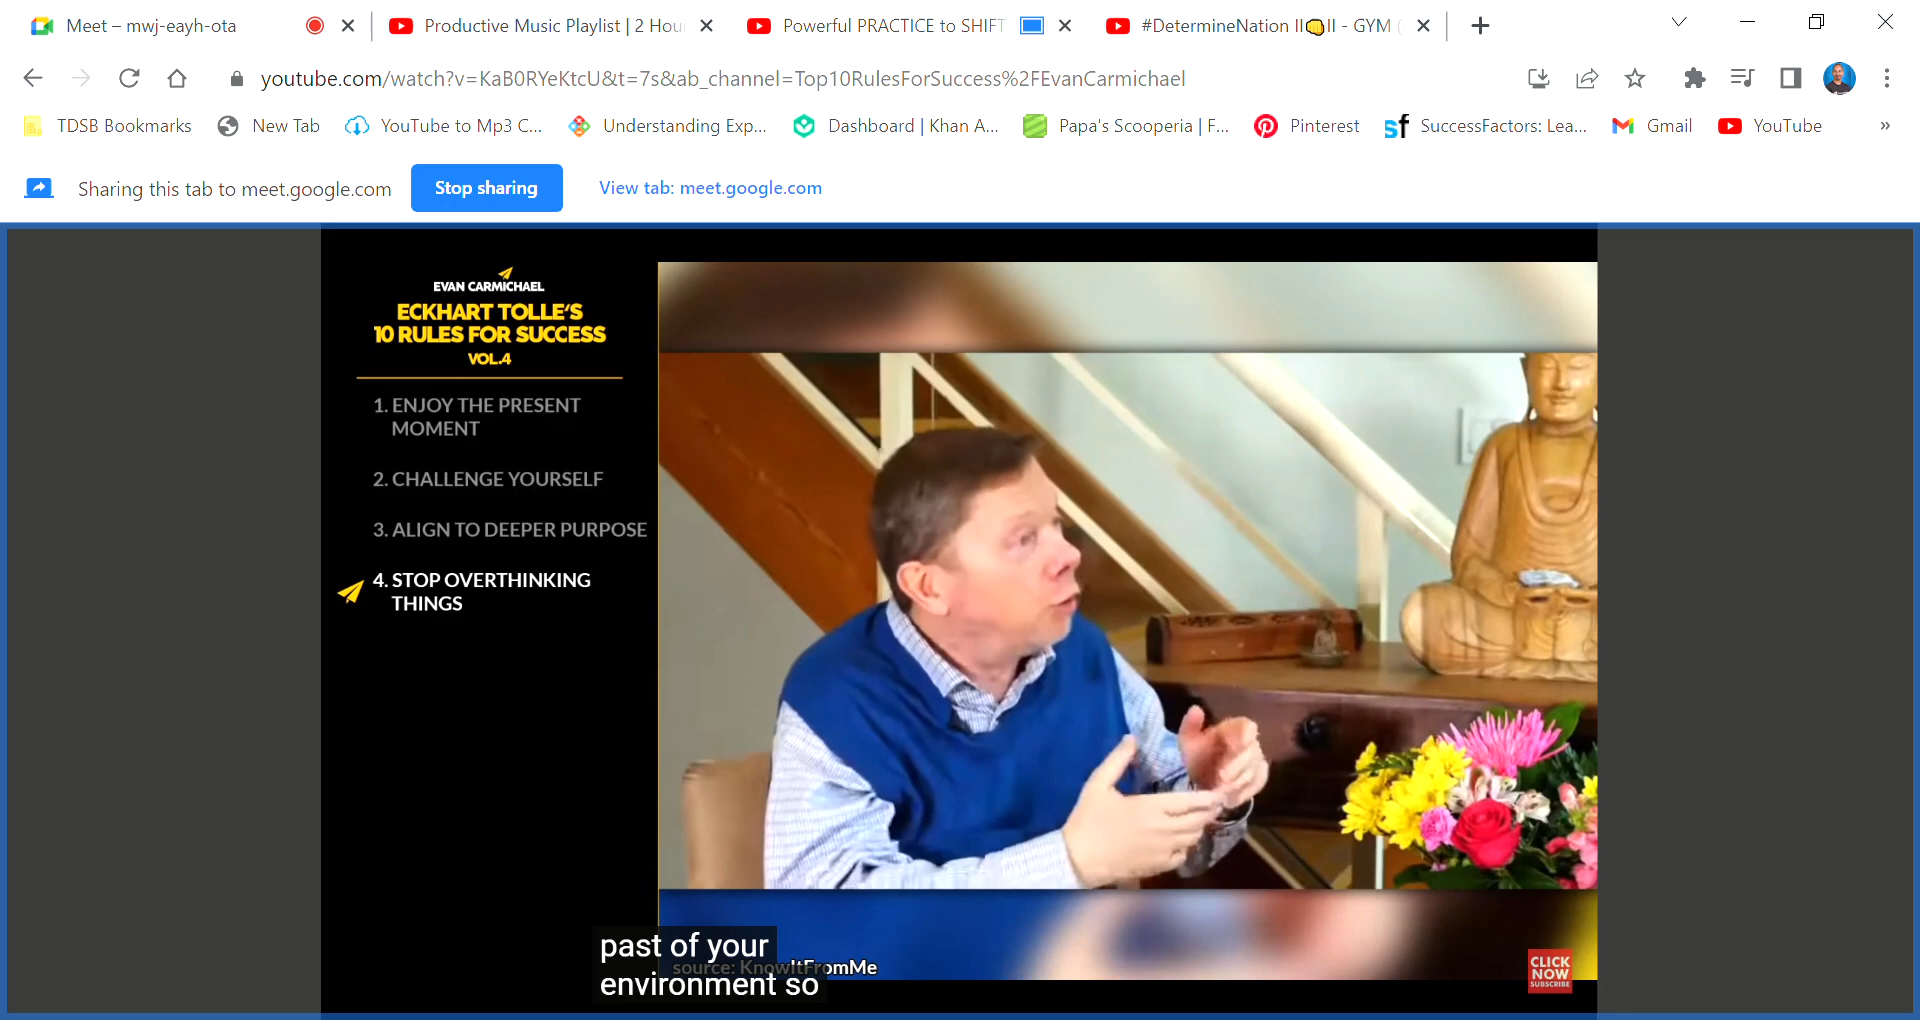 Meet – mwj-eayh-ota
Productive Music Playlist | 2 Hou
Powerful PRACTICE to SHIFT
#DetermineNation II👊II - GYM (
youtube.com/watch?v=KaB0RYeKtcU&t=7s&ab_channel=Top10RulesForSuccess%2FEvanCarmichael
TDSB Bookmarks
New Tab
YouTube to Mp3 C...
Understanding Exp...
Dashboard | Khan A...
Papa's Scooperia | F...
Pinterest
sf SuccessFactors: Lea...
Gmail
YouTube
»
Sharing this tab to meet.google.com
Stop sharing
View tab: meet.google.com
EVAN CARMICHAEL
ECKHART TOLLE'S
10 RULES FOR SUCCESS
VOL.4
1. ENJOY THE PRESENT
MOMENT
2. CHALLENGE YOURSELF
3. ALIGN TO DEEPER PURPOSE
4. STOP OVERTHINKING
THINGS
past of your
source: KnowItFromMe
environment so
CLICK
NOW
SUBSCRIBE